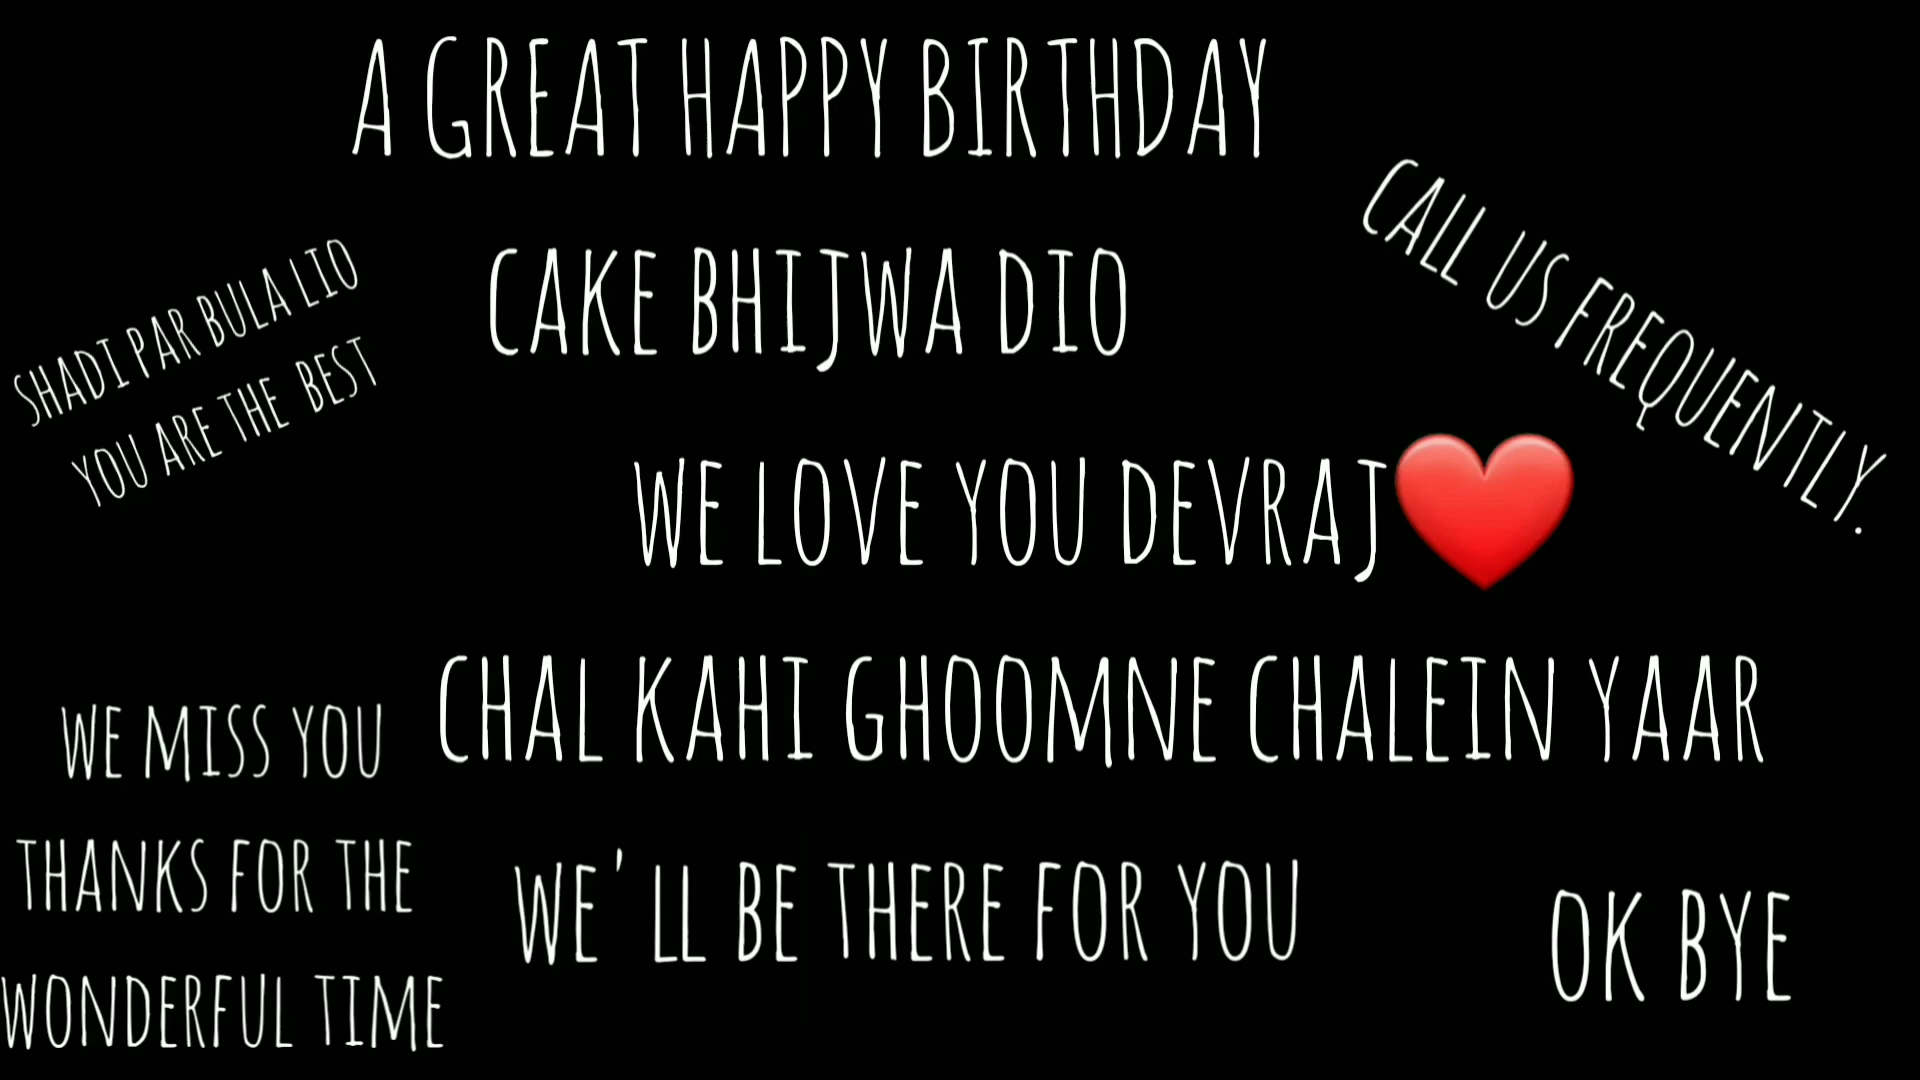 A GREAT HAPPY BIRTHDAY
CALL US FREQUENTLY.
SHADI PAR BULA LIO
YOU ARE THE BEST
CAKE BHIJWA DIO
WE LOVE YOU DEVRAJ❤️
CHAL KAHI GHOOMNE CHALEIN YAAR
WE MISS YOU
THANKS FOR THE
WONDERFUL TIME
WE'LL BE THERE FOR YOU
OK BYE